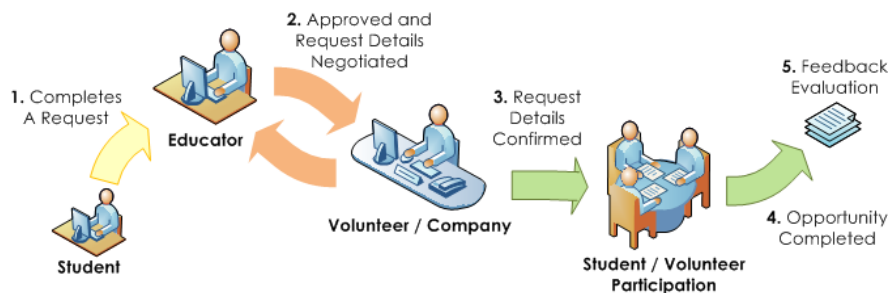 1. Completes
A Request
Student
Educator
2. Approved and
Request Details
Negotiated
Volunteer / Company
3. Request
Details
Confirmed
Student / Volunteer
Participation
4. Opportunity
Completed
5. Feedback
Evaluation